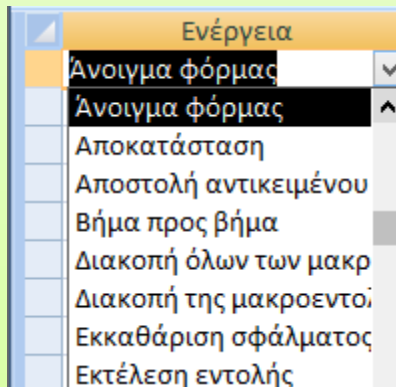 Ενέργεια
Άνοιγμα φόρμας
Άνοιγμα φόρμας
Αποκατάσταση
Αποστολή αντικειμένου
Βήμα προς βήμα
Διακοπή όλων των μακρ
Διακοπή της μακροεντολ
Εκκαθάριση σφάλματος
Εκτέλεση εντολής